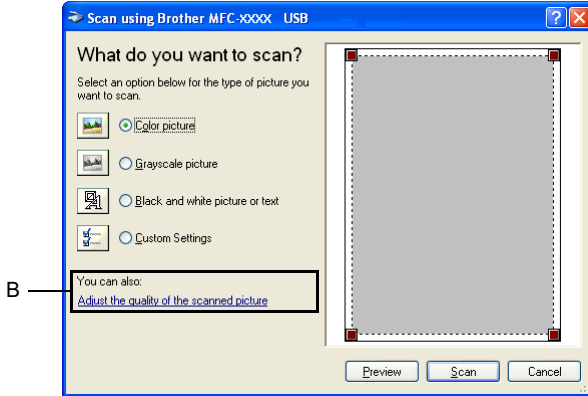 Scan using Brother MFC-XXXX USB
What do you want to scan?
Select an option below for the type of picture you
want to scan.
Color picture
Grayscale picture
Black and white picture or text
Custom Settings
B
You can also:
Adjust the quality of the scanned picture
Preview
Scan
Cancel